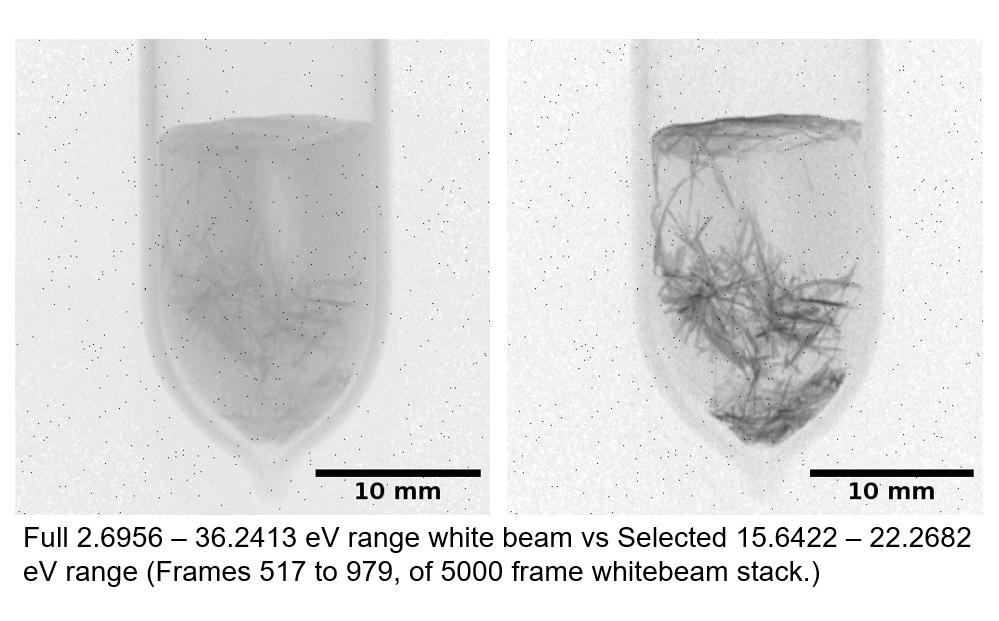 10 mm
10 mm
Full 2.6956 – 36.2413 eV range white beam vs Selected 15.6422 – 22.2682
eV range (Frames 517 to 979, of 5000 frame whitebeam stack.)